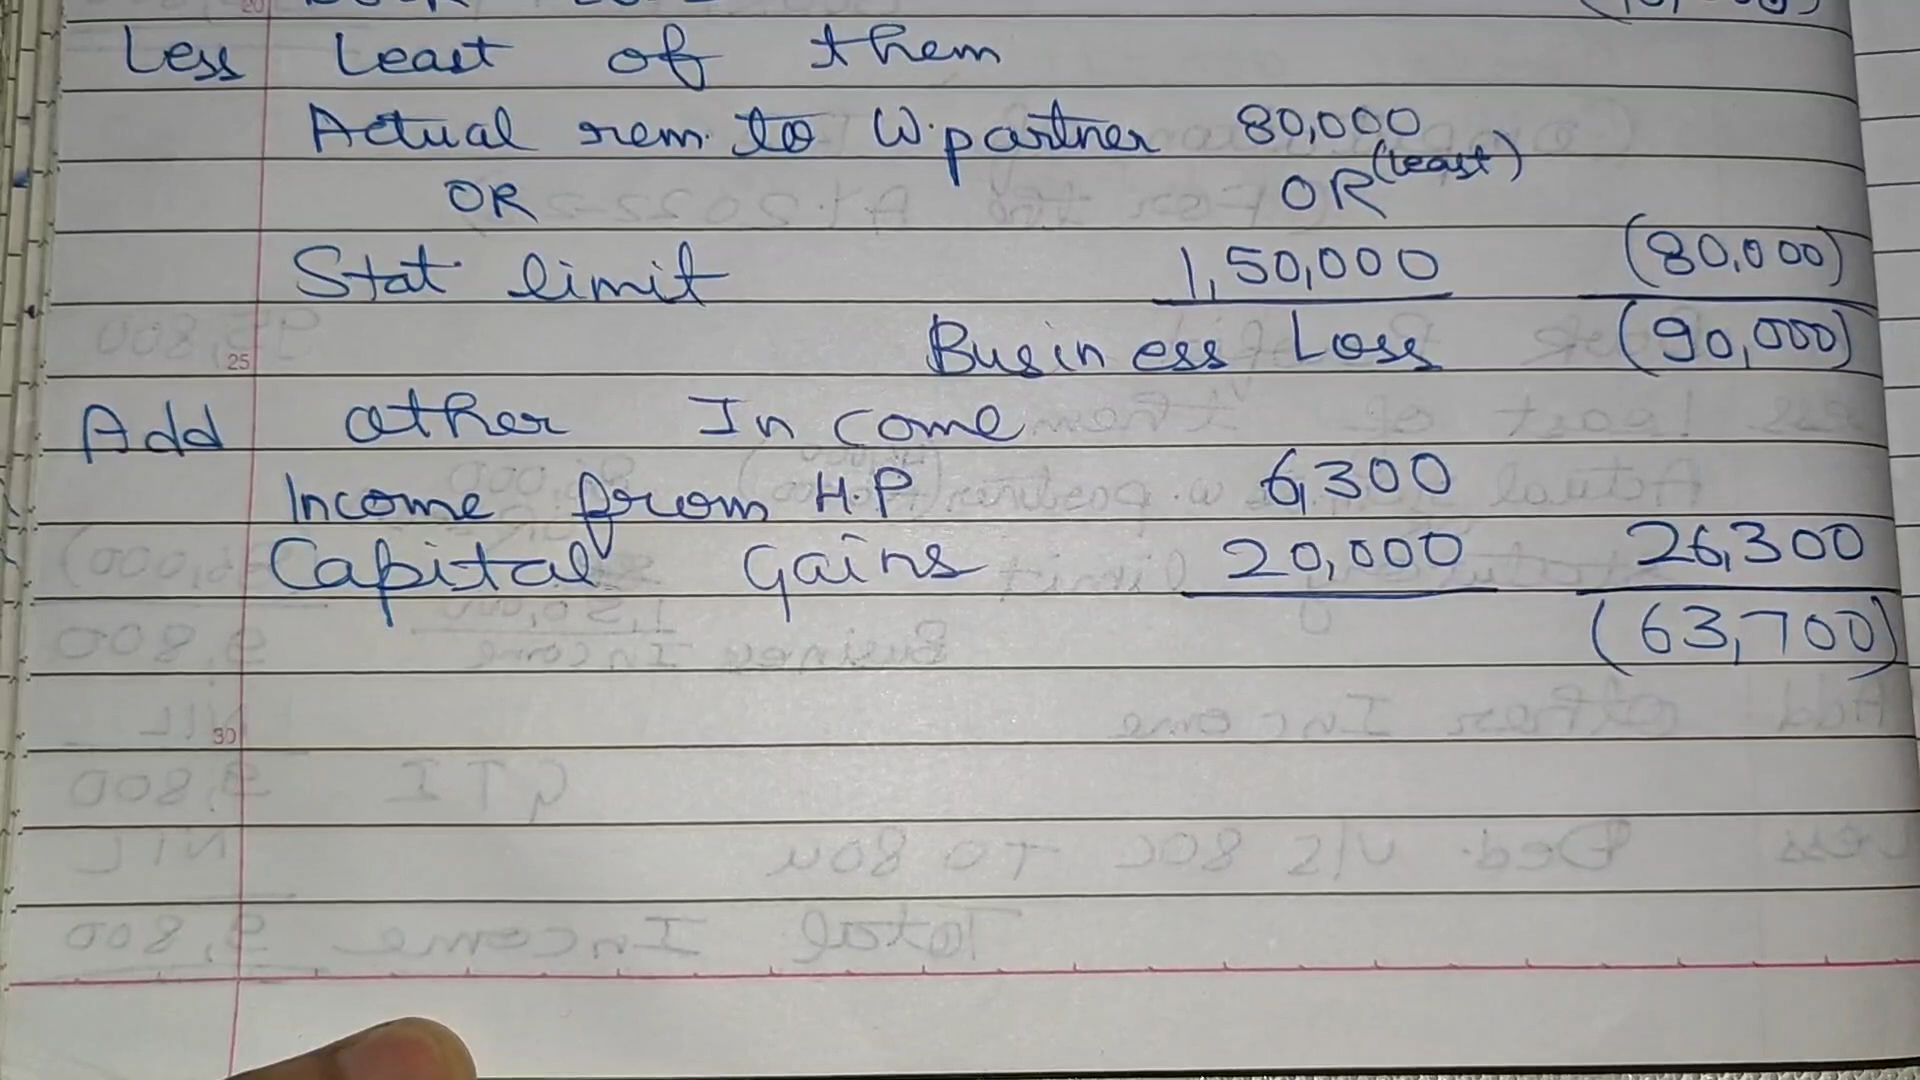 Less Least of them
Actual rem. to W.partner 80,000
(Least)
OR OR
Stat. limit 1,50,000 (80,000)
Business Loss (90,000)
25
Add other Income
Income from H.P 6,300
Capital Gains 20,000 26,300
(63,700)
30